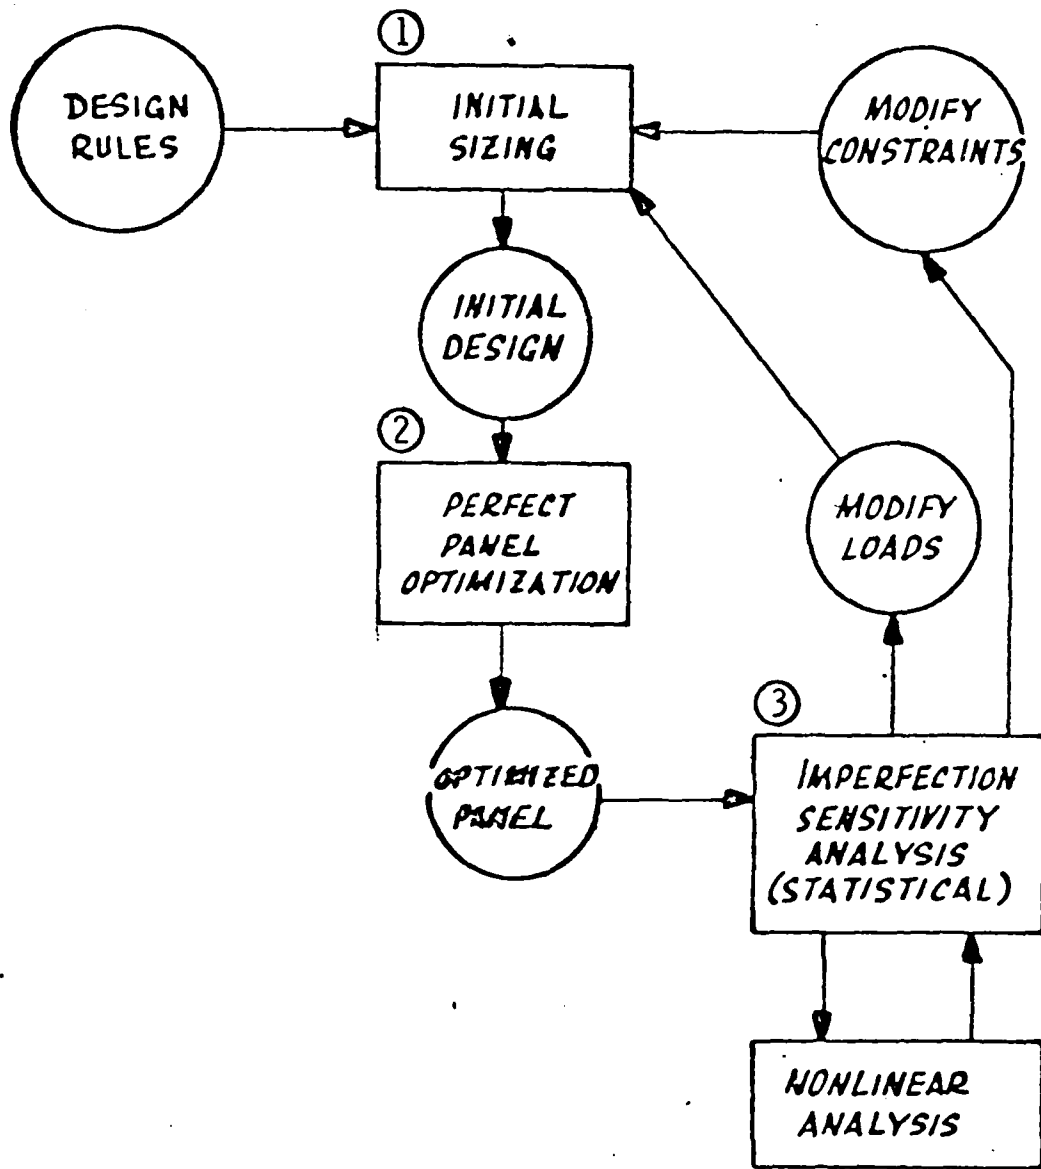 ①
DESIGN
RULES
INITIAL
SIZING
MODIFY
CONSTRAINTS
INITIAL
DESIGN
②
PERFECT
PANEL
OPTIMIZATION
MODIFY
LOADS
③
OPTIMIZED
PANEL
IMPERFECTION
SENSITIVITY
ANALYSIS
(STATISTICAL)
NONLINEAR
ANALYSIS